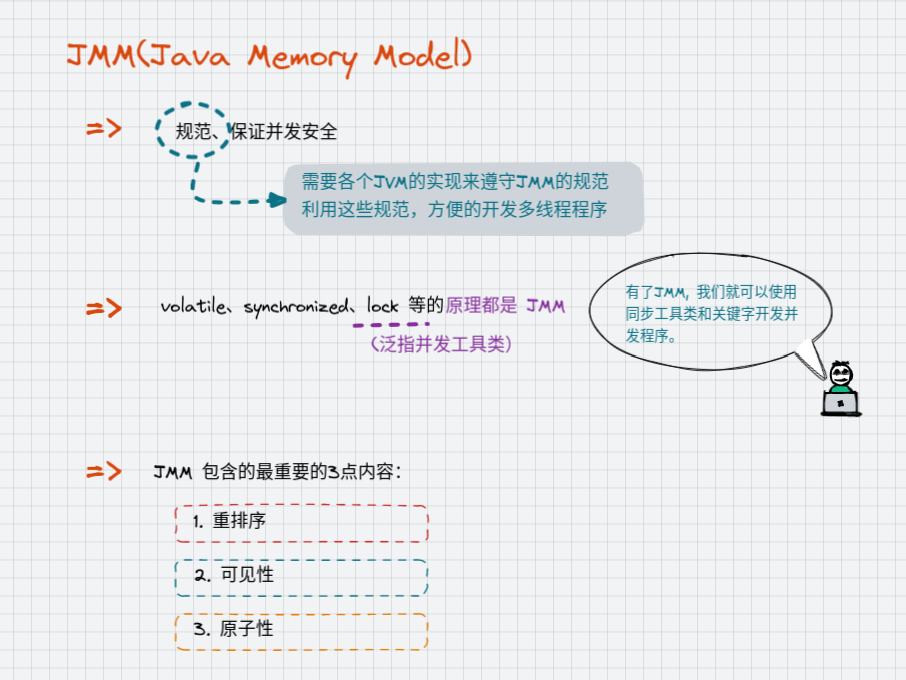 JMM(Java Memory Model)
=> 规范、保证并发安全
需要各个JVM的实现来遵守JMM的规范
利用这些规范，方便的开发多线程程序
=> volatile、synchronized、lock 等的原理都是 JMM
（泛指并发工具类）
有了JMM, 我们就可以使用
同步工具类和关键字开发并
发程序。
=> JMM 包含的最重要的3点内容：
1. 重排序
2. 可见性
3. 原子性